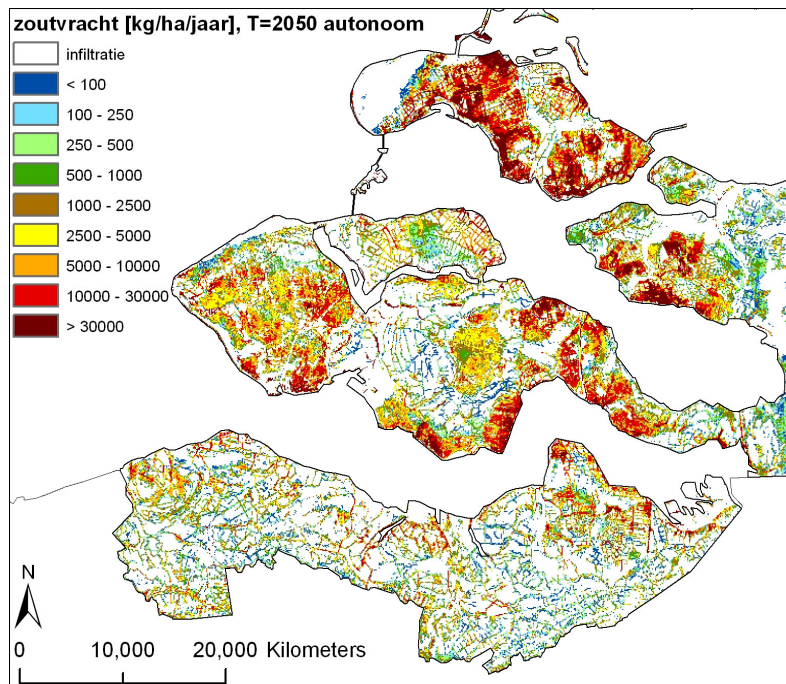 zoutvracht [kg/ha/jaar], T=2050 autonoom
infiltratie
< 100
100 - 250
250 - 500
500 - 1000
1000 - 2500
2500 - 5000
5000 - 10000
10000 - 30000
> 30000
N
0 10,000 20,000 Kilometers